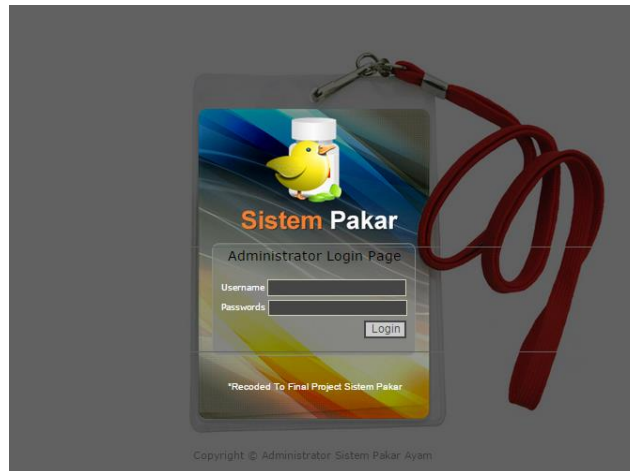 Sistem Pakar
Administrator Login Page
Username
Passwords
Login
*Recoded To Final Project Sistem Pakar
Copyright © Administrator Sistem Pakar Ayam